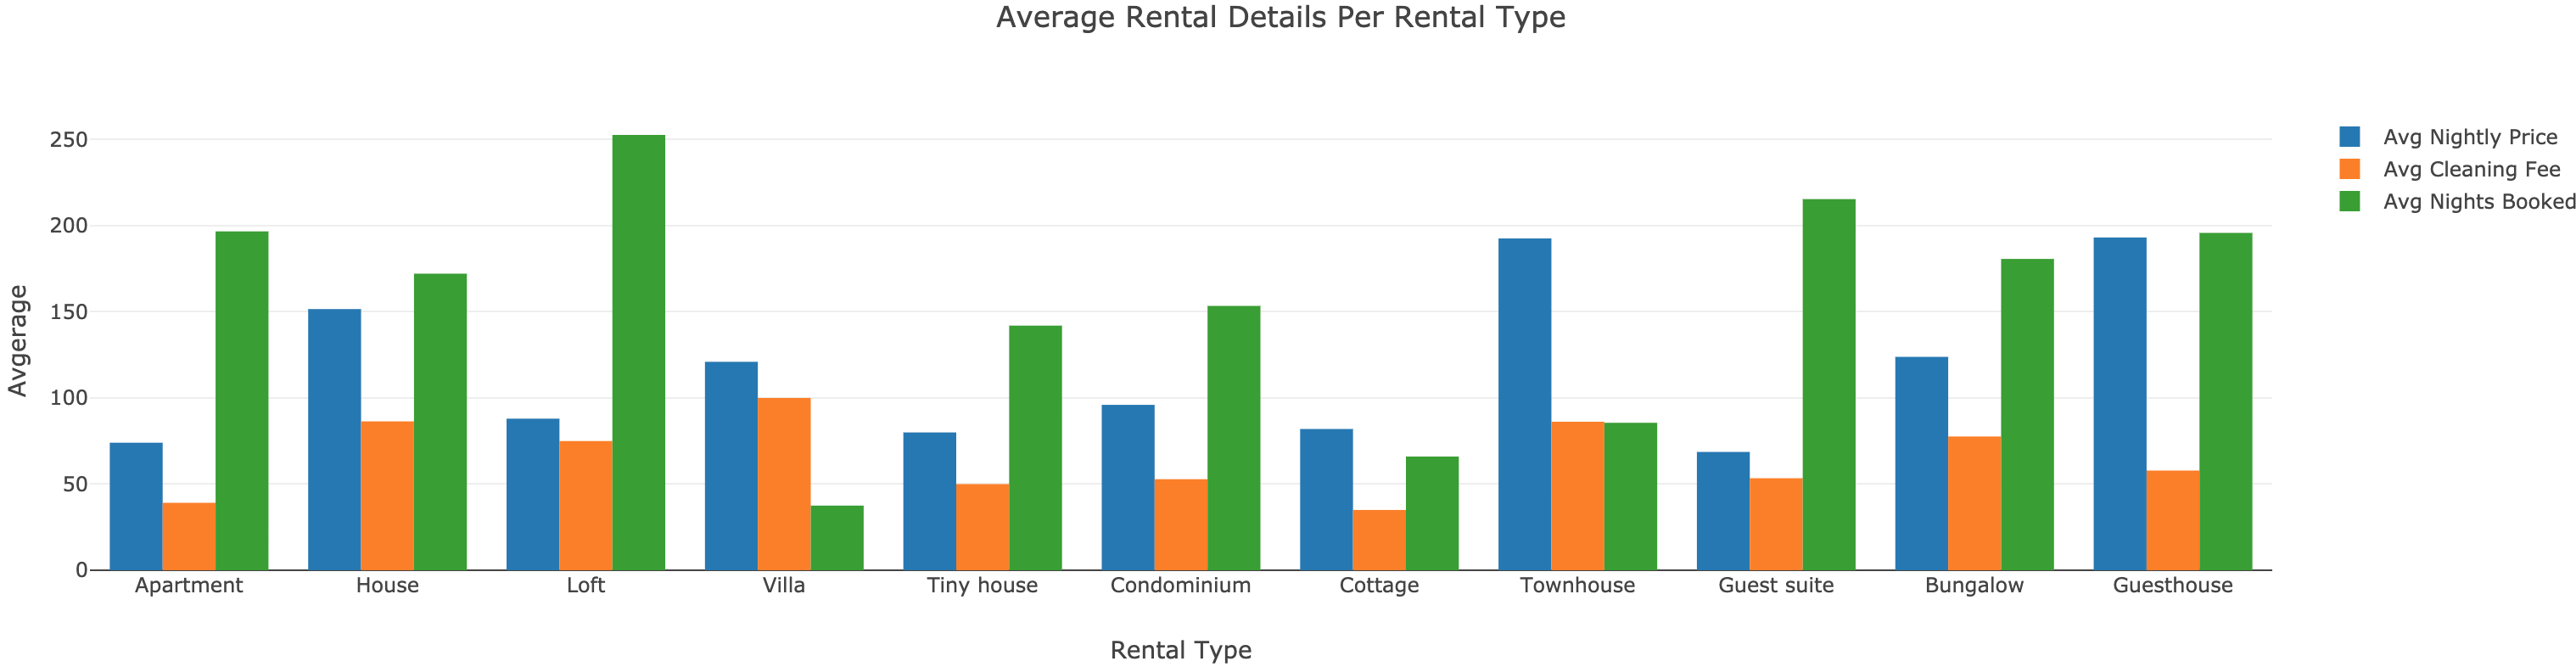 Average Rental Details Per Rental Type
Avg Nightly Price
Avg Cleaning Fee
Avg Nights Booked
Avgerage
250
200
150
100
50
0
Apartment House Loft Villa Tiny house Condominium Cottage Townhouse Guest suite Bungalow Guesthouse
Rental Type